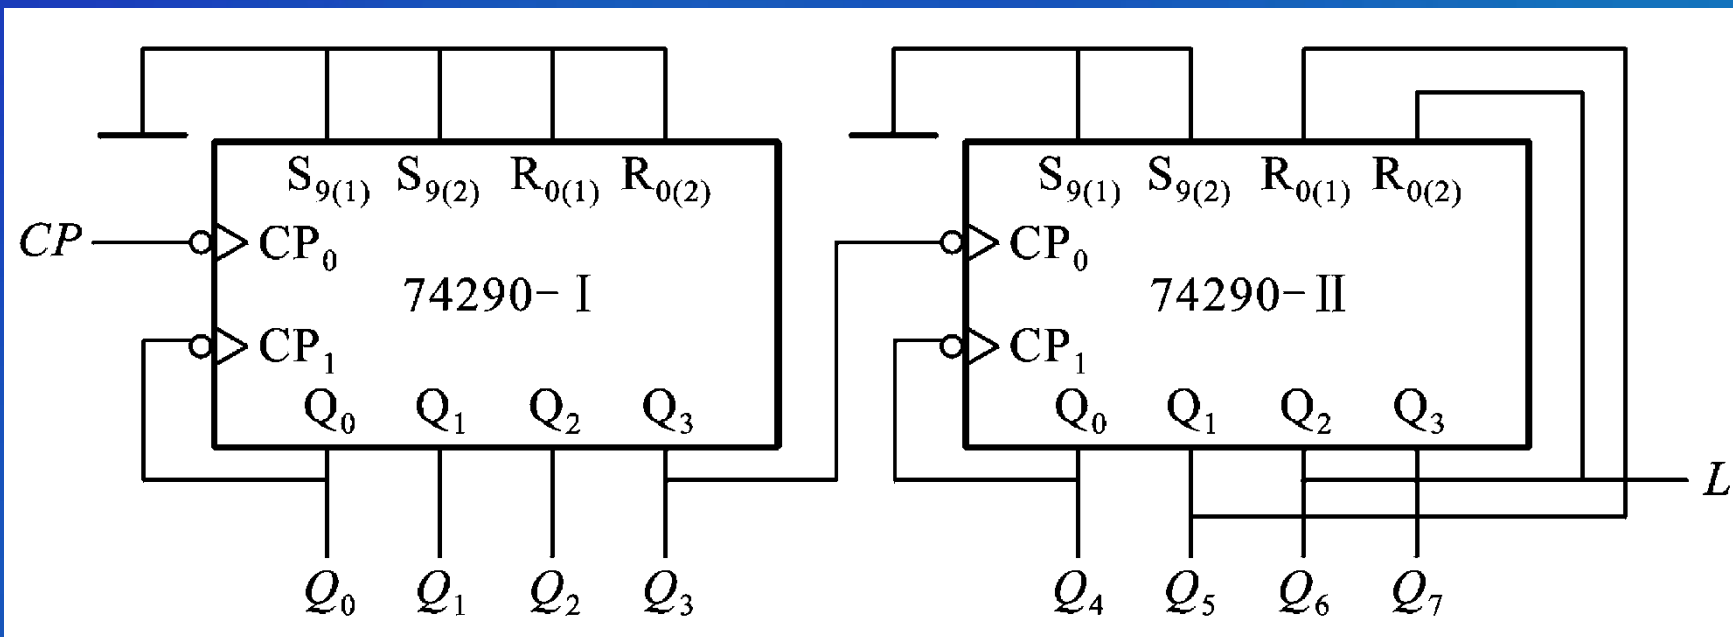 S9(1) S9(2) R0(1) R0(2) S9(1) S9(2) R0(1) R0(2)
CP CP0 CP0
74290-Ⅰ 74290-Ⅱ
CP1 CP1
Q0 Q1 Q2 Q3 Q0 Q1 Q2 Q3
L
Q0 Q1 Q2 Q3 Q4 Q5 Q6 Q7